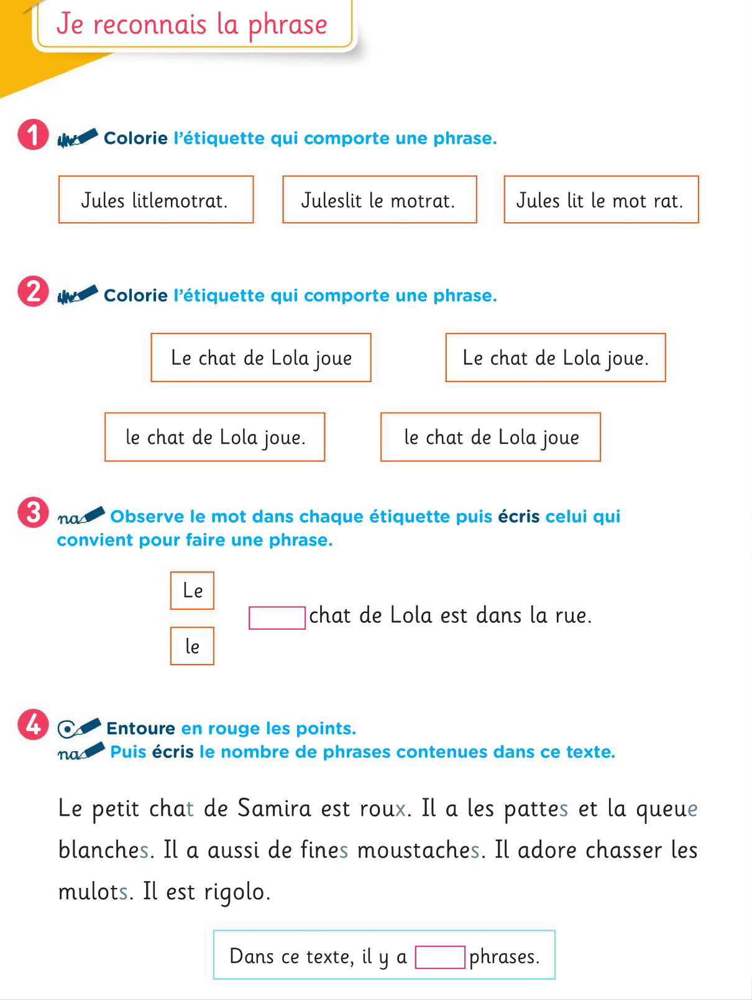 Je reconnais la phrase
1 Colorie l’étiquette qui comporte une phrase.
Jules litlemotrat. Juleslit le motrat. Jules lit le mot rat.
2 Colorie l’étiquette qui comporte une phrase.
Le chat de Lola joue Le chat de Lola joue.
le chat de Lola joue. le chat de Lola joue
3 na Observe le mot dans chaque étiquette puis écris celui qui
convient pour faire une phrase.
Le
chat de Lola est dans la rue.
le
4 Entoure en rouge les points.
na Puis écris le nombre de phrases contenues dans ce texte.
Le petit chat de Samira est roux. Il a les pattes et la queue
blanches. Il a aussi de fines moustaches. Il adore chasser les
mulots. Il est rigolo.
Dans ce texte, il y a phrases.